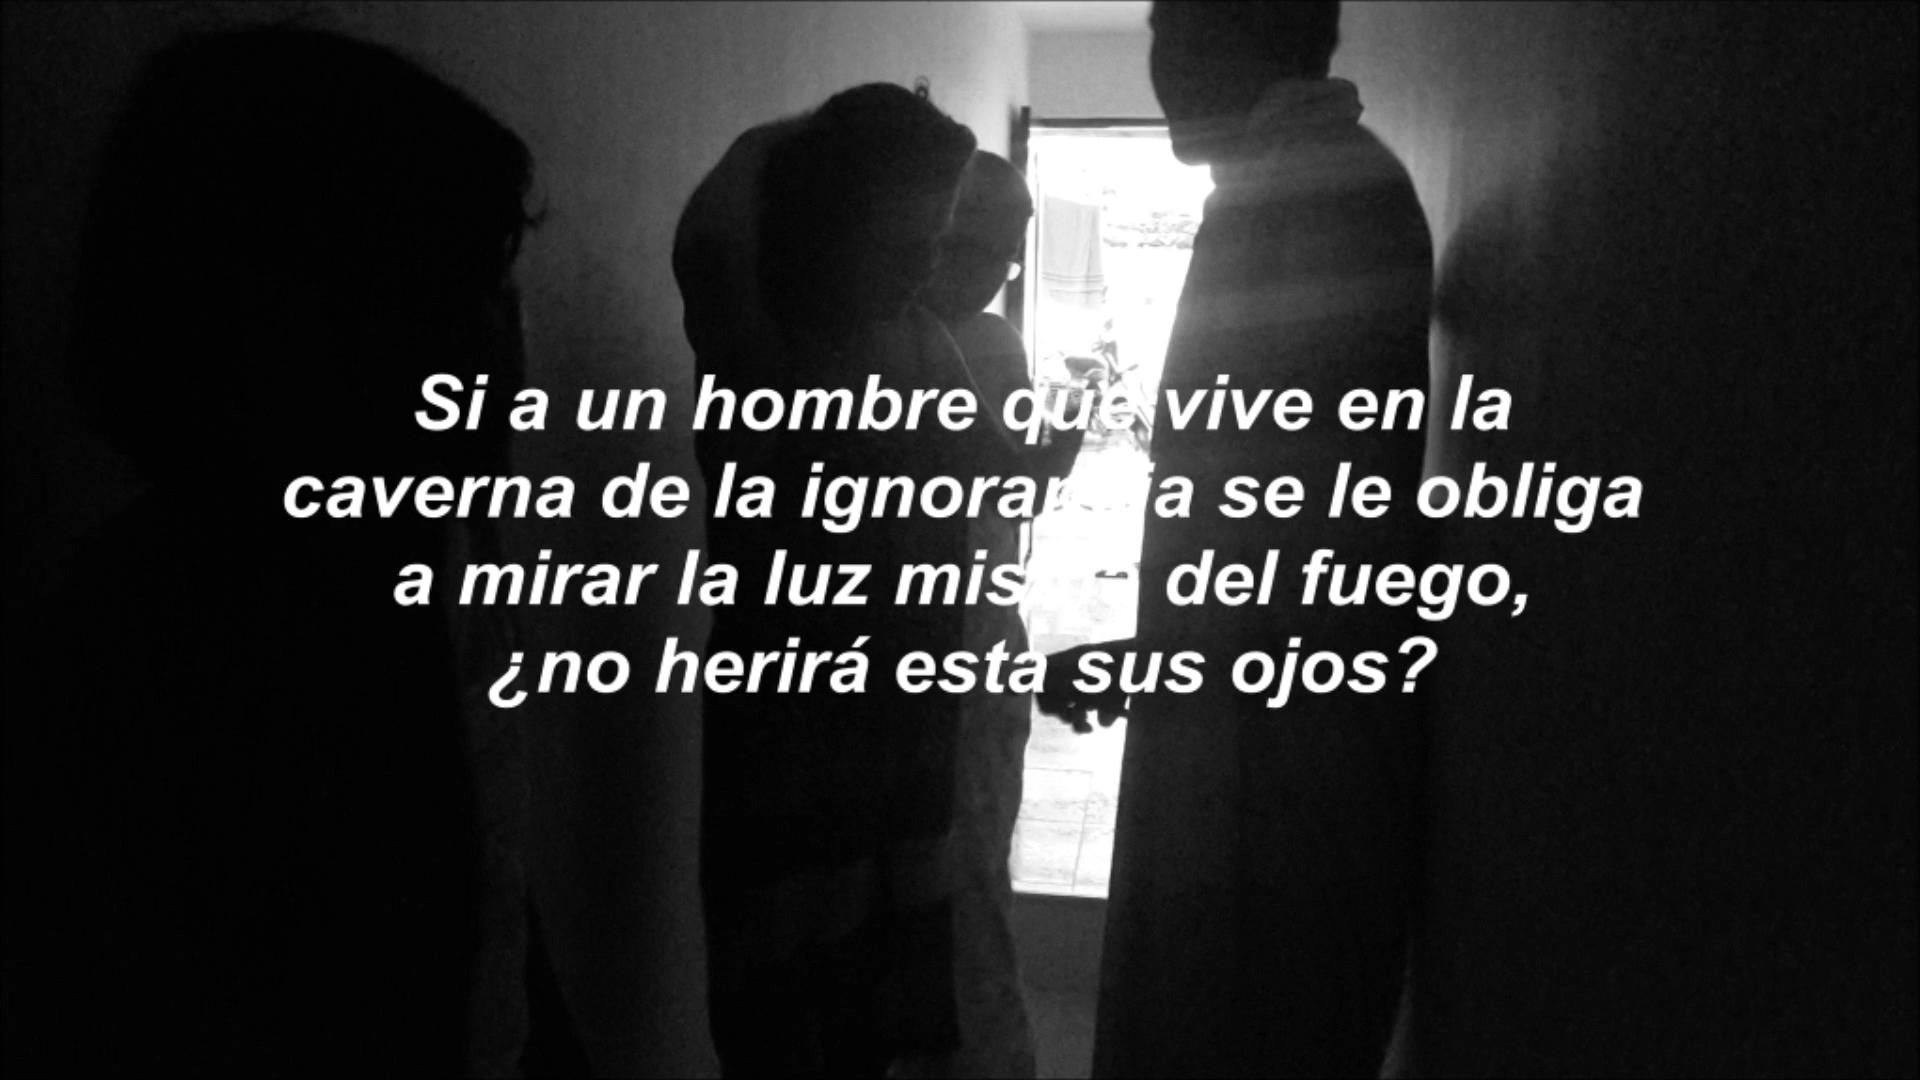 Si a un hombre que vive en la
caverna de la ignorancia se le obliga
a mirar la luz misma del fuego,
¿no herirá esta sus ojos?